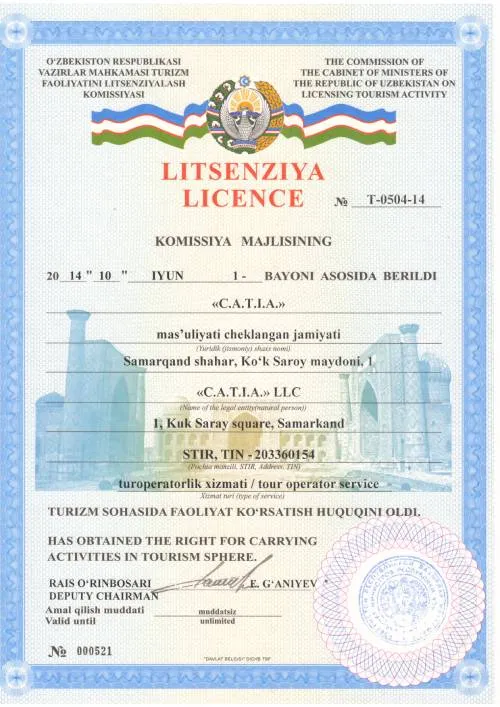 O'ZBEKISTON RESPUBLIKASI
VAZIRLAR MAHKAMASI TURIZM
FAOLIYATINI LITSENZIYALASH
KOMISSIYASI
THE COMMISSION OF
THE CABINET OF MINISTERS OF
THE REPUBLIC OF UZBEKISTAN ON
LICENSING TOURISM ACTIVITY
LITSENZIYA
LICENCE
№ T-0504-14
KOMISSIYA MAJLISINING
20 14 " 10 " IYUN 1 - BAYONI ASOSIDA BERILDI
«C.A.T.I.A.»
mas'uliyati cheklangan jamiyati
(Yuridik (jismoniy) shaxs nomi)
Samarqand shahar, Ko'k Saroy maydoni, 1
«C.A.T.I.A.» LLC
(Name of the legal entity(natural person))
1, Kuk Saray square, Samarkand
STIR, TIN - 203360154
(Pochta manzili, STIR, Address, TIN)
turoperatorlik xizmati / tour operator service
Xizmat turi (type of service)
TURIZM SOHASIDA FAOLIYAT KO'RSATISH HUQUQINI OLDI.
HAS OBTAINED THE RIGHT FOR CARRYING
ACTIVITIES IN TOURISM SPHERE.
RAIS O'RINBOSARI
DEPUTY CHAIRMAN
E. G'ANIYEV
Amal qilish muddati muddatsiz
Valid until unlimited
№ 000521